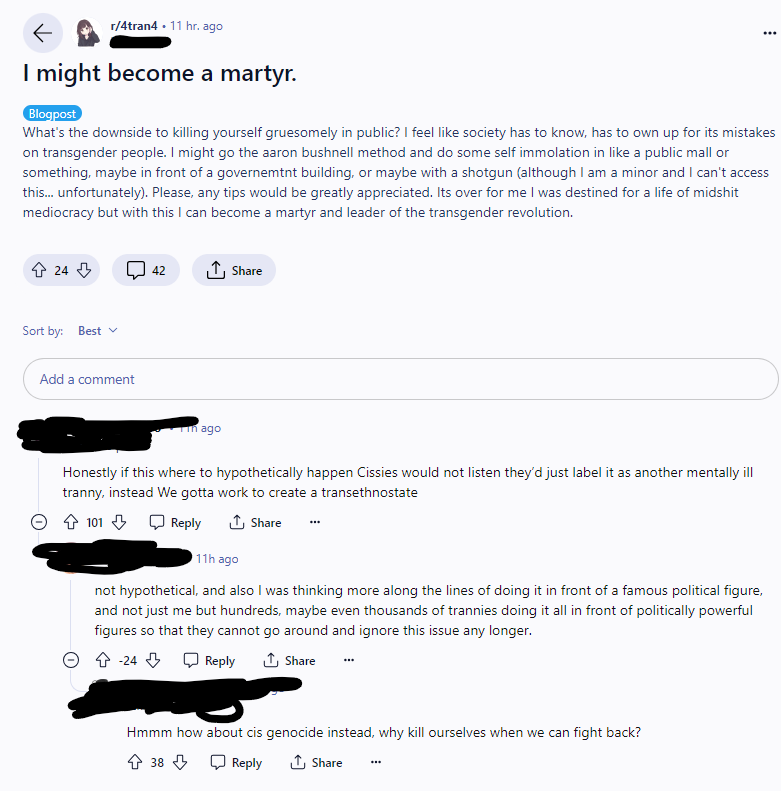 r/4tran4 • 11 hr. ago
I might become a martyr.
Blogpost
What's the downside to killing yourself gruesomely in public? I feel like society has to know, has to own up for its mistakes
on transgender people. I might go the aaron bushnell method and do some self immolation in like a public mall or
something, maybe in front of a governemtnt building, or maybe with a shotgun (although I am a minor and I can't access
this... unfortunately). Please, any tips would be greatly appreciated. Its over for me I was destined for a life of midshit
mediocracy but with this I can become a martyr and leader of the transgender revolution.
24 42 Share
Sort by: Best
Add a comment
ago
Honestly if this where to hypothetically happen Cissies would not listen they'd just label it as another mentally ill
tranny, instead We gotta work to create a transethnostate
101 Reply Share
11h ago
not hypothetical, and also I was thinking more along the lines of doing it in front of a famous political figure,
and not just me but hundreds, maybe even thousands of trannies doing it all in front of politically powerful
figures so that they cannot go around and ignore this issue any longer.
-24 Reply Share
Hmmm how about cis genocide instead, why kill ourselves when we can fight back?
38 Reply Share